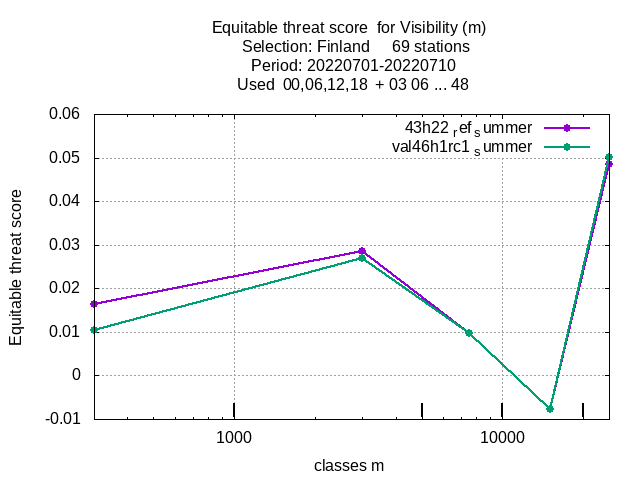 Equitable threat score  for Visibility (m)
Selection: Finland     69 stations
Period: 20220701-20220710
Used  00,06,12,18  + 03 06 ... 48
0.06
43h22 ref summer
val46h1rc1 summer
0.05
0.04
0.03
0.02
0.01
0
-0.01
Equitable threat score
1000
10000
classes m